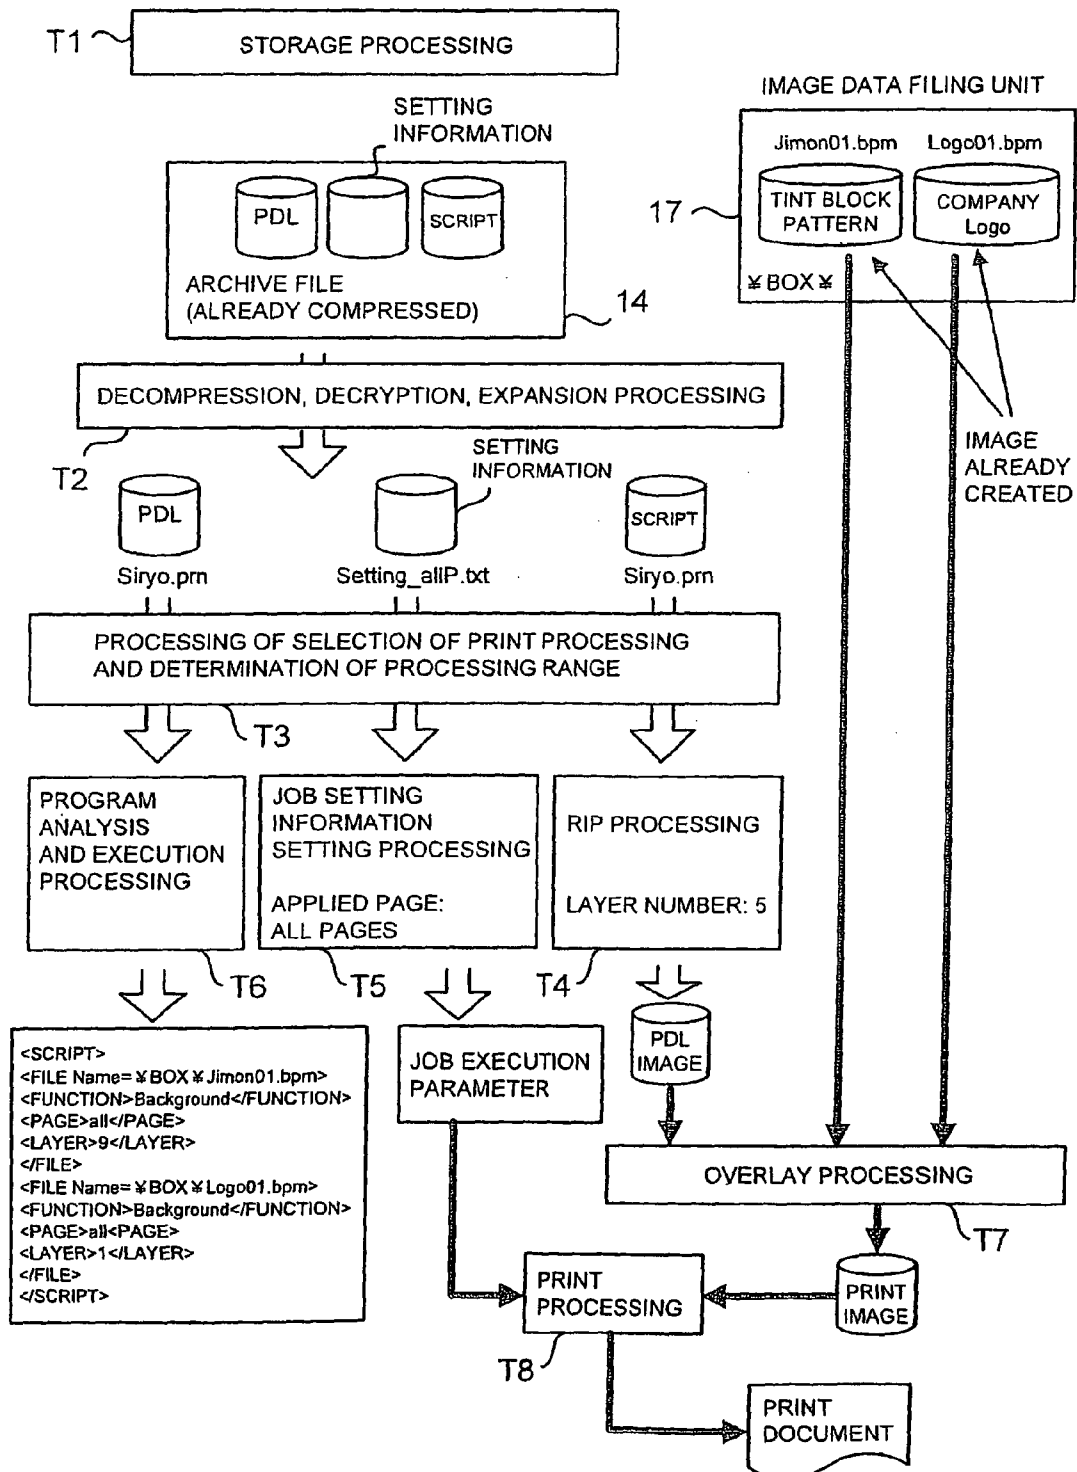 T1
STORAGE PROCESSING
SETTING
INFORMATION
PDL
SCRIPT
ARCHIVE FILE
(ALREADY COMPRESSED)
14
IMAGE DATA FILING UNIT
Jimon01.bpm
Logo01.bpm
17
TINT BLOCK
PATTERN
COMPANY
Logo
¥BOX¥
IMAGE
ALREADY
CREATED
DECOMPRESSION, DECRYPTION, EXPANSION PROCESSING
T2
SETTING
INFORMATION
PDL
SCRIPT
Siryo.prn
Setting_allP.txt
Siryo.prn
PROCESSING OF SELECTION OF PRINT PROCESSING
AND DETERMINATION OF PROCESSING RANGE
T3
PROGRAM
ANALYSIS
AND EXECUTION
PROCESSING
T6
JOB SETTING
INFORMATION
SETTING PROCESSING
APPLIED PAGE:
ALL PAGES
T5
RIP PROCESSING
LAYER NUMBER: 5
T4
<SCRIPT>
<FILE Name=¥BOX¥Jimon01.bpm>
<FUNCTION>Background</FUNCTION>
<PAGE>all</PAGE>
<LAYER>9</LAYER>
</FILE>
<FILE Name=¥BOX¥Logo01.bpm>
<FUNCTION>Background</FUNCTION>
<PAGE>all<PAGE>
<LAYER>1</LAYER>
</FILE>
</SCRIPT>
JOB EXECUTION
PARAMETER
PDL
IMAGE
OVERLAY PROCESSING
T7
PRINT
PROCESSING
T8
PRINT
IMAGE
PRINT
DOCUMENT